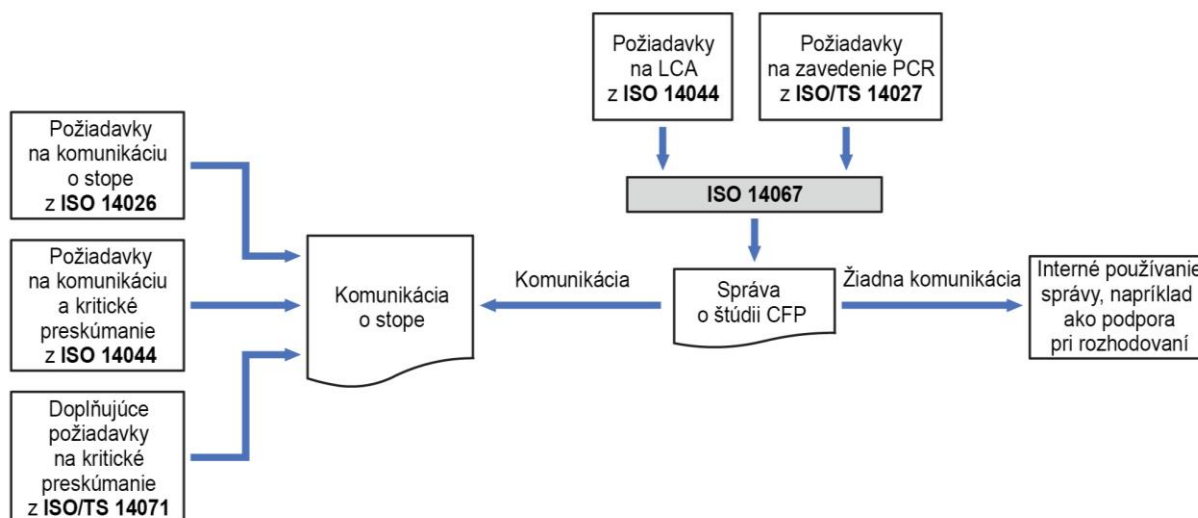 Požiadavky
na LCA
z ISO 14044
Požiadavky
na zavedenie PCR
z ISO/TS 14027
Požiadavky
na komunikáciu
o stope
z ISO 14026
ISO 14067
Požiadavky
na komunikáciu
a kritické
preskúmanie
z ISO 14044
Komunikácia
o stope
Komunikácia
Správa
o štúdii CFP
Žiadna komunikácia
Interné používanie
správy, napríklad
ako podpora
pri rozhodovaní
Doplňujúce
požiadavky
na kritické
preskúmanie
z ISO/TS 14071